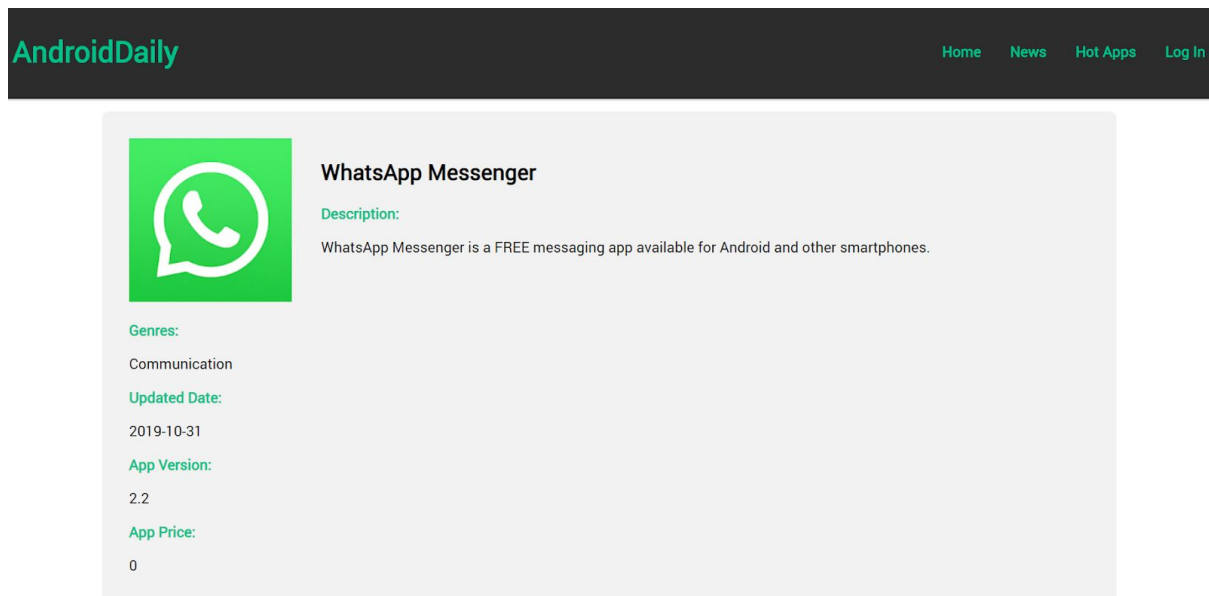 AndroidDaily
Home News Hot Apps Log In
WhatsApp Messenger
Description:
WhatsApp Messenger is a FREE messaging app available for Android and other smartphones.
Genres:
Communication
Updated Date:
2019-10-31
App Version:
2.2
App Price:
0